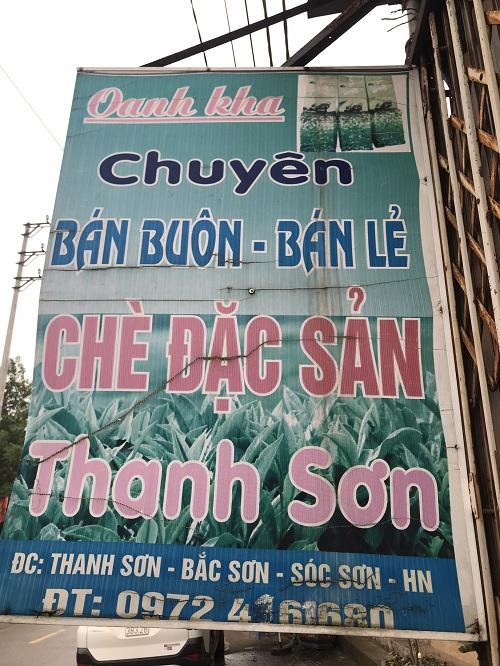 Oanh kha
Chuyên
BÁN BUÔN - BÁN LẺ
CHÈ ĐẶC SẢN
Thanh Sơn
ĐC: THANH SƠN - BẮC SƠN - SÓC SƠN - HN
ĐT: 0972 4161680